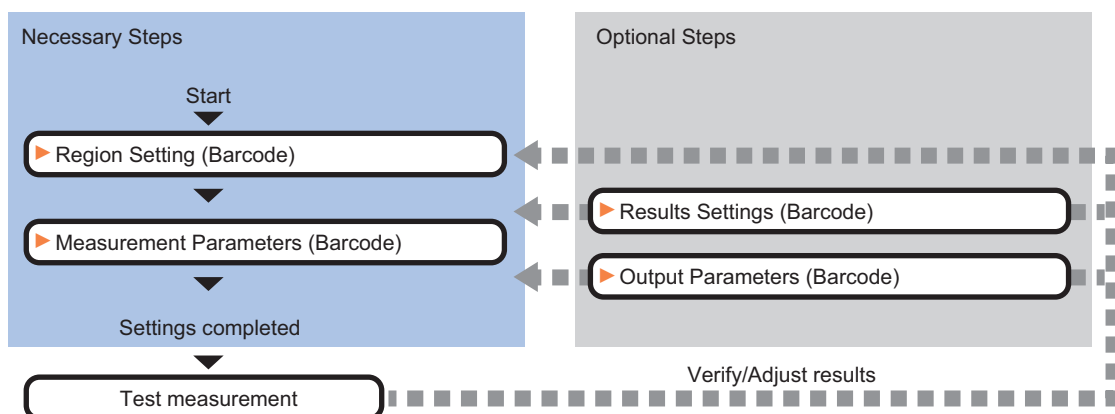 Necessary Steps
Optional Steps
Start
Region Setting (Barcode)
Results Settings (Barcode)
Measurement Parameters (Barcode)
Output Parameters (Barcode)
Settings completed
Verify/Adjust results
Test measurement